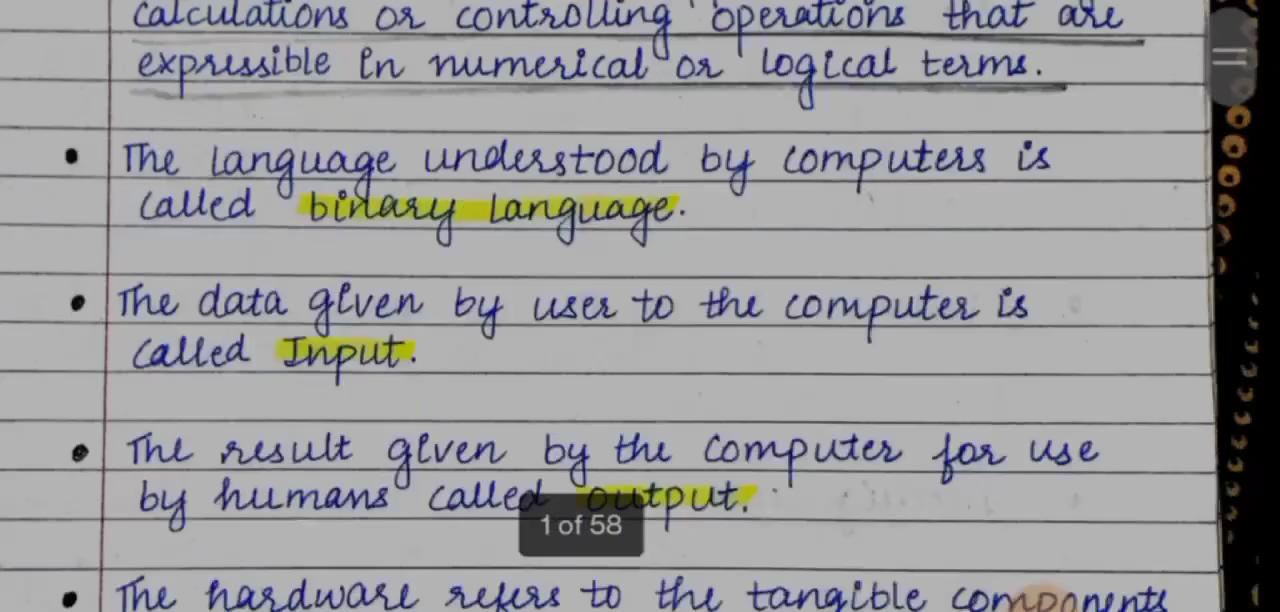 calculations or controlling operations that are
expressible in numerical or logical terms.
• The language understood by computers is
called binary language.
• The data given by user to the computer is
called Input.
• The result given by the computer for use
by humans called output.
1 of 58
• The hardware refers to the tangible components